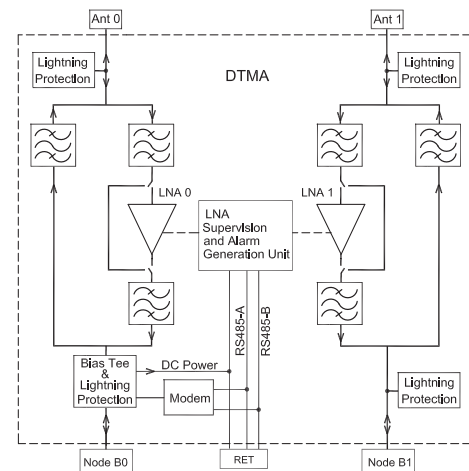 Ant 0
Ant 1
Lightning
Protection
DTMA
Lightning
Protection
LNA 0
LNA
Supervision
and Alarm
Generation Unit
LNA 1
RS485-A
RS485-B
Bias Tee
&
Lightning
Protection
DC Power
Modem
Lightning
Protection
Node B0
RET
Node B1